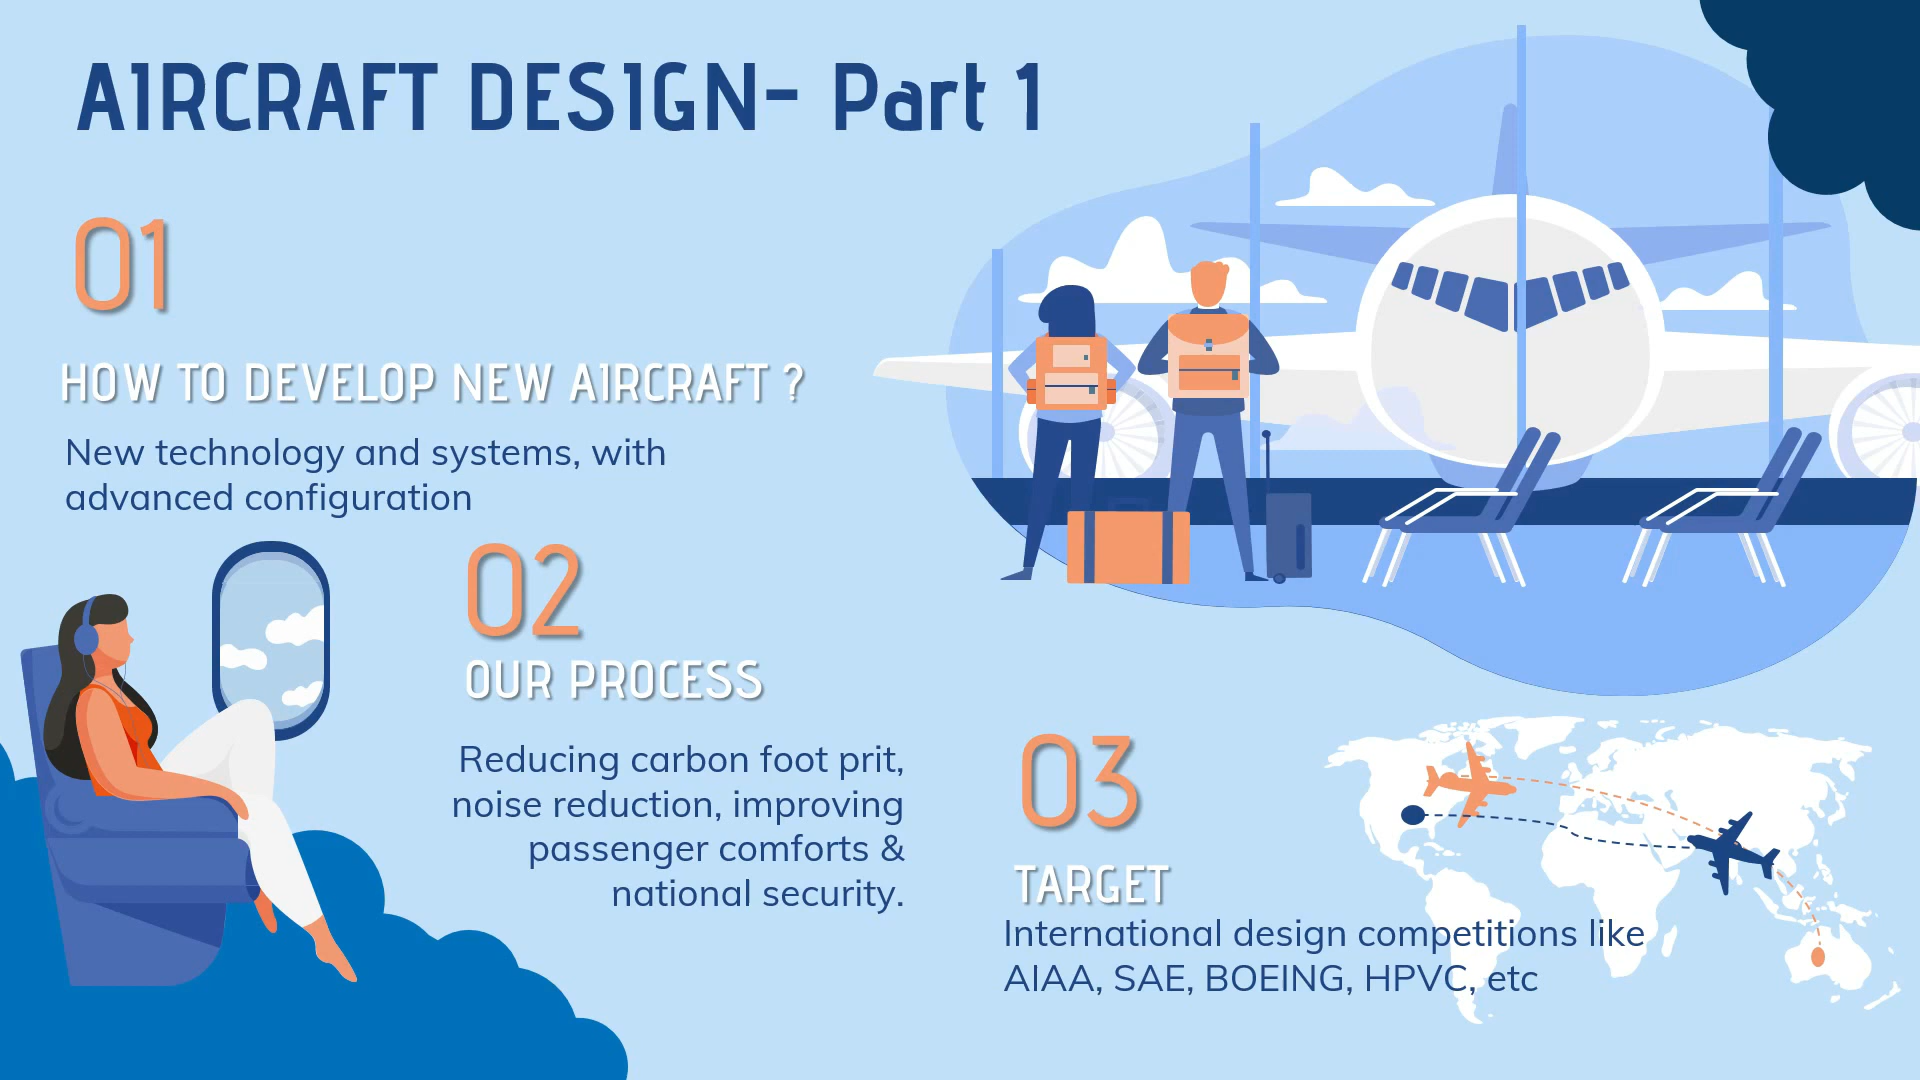 AIRCRAFT DESIGN- Part 1
01
HOW TO DEVELOP NEW AIRCRAFT ?
New technology and systems, with
advanced configuration
02
OUR PROCESS
Reducing carbon foot prit,
noise reduction, improving
passenger comforts &
national security.
03
TARGET
International design competitions like
AIAA, SAE, BOEING, HPVC, etc